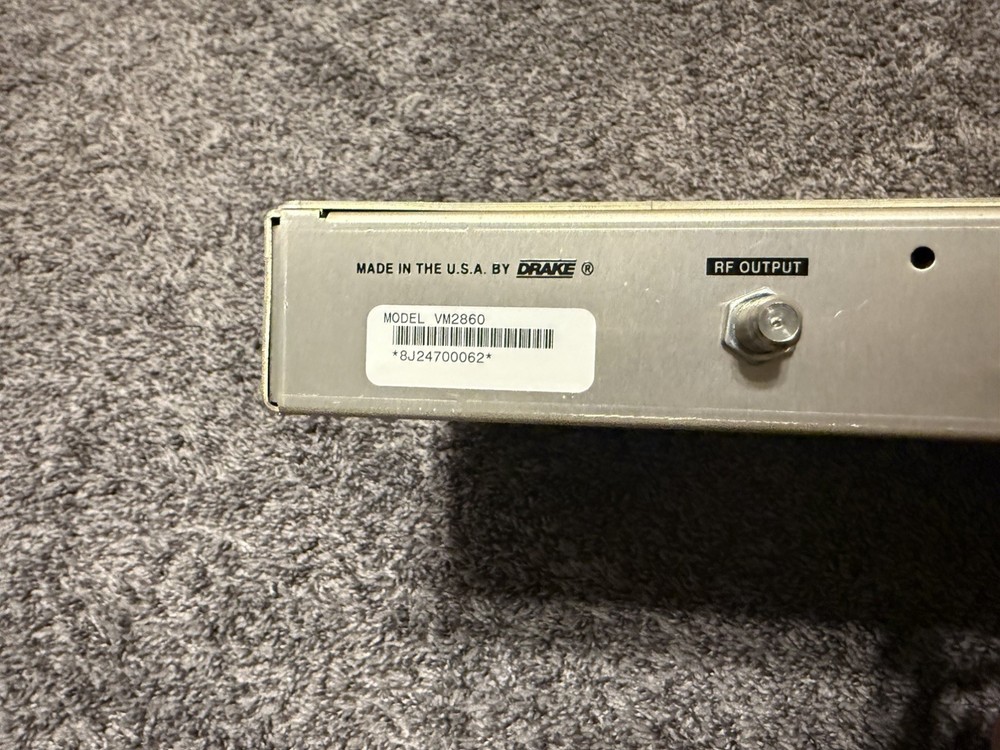 MADE IN THE U.S.A. BY DRAKE ®
RF OUTPUT
MODEL VM2860
*8J24700062*